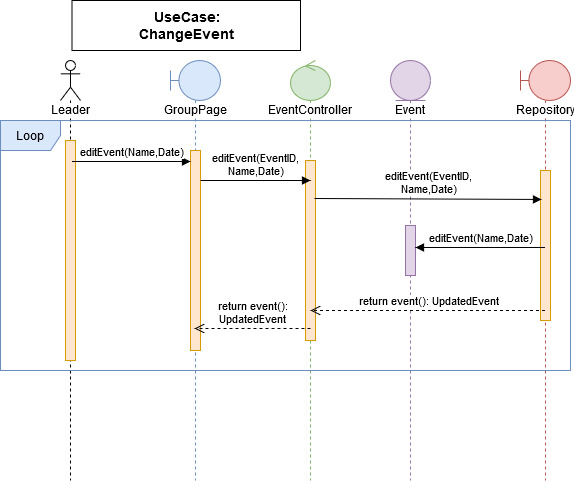 UseCase:
ChangeEvent
Leader
GroupPage
EventController
Event
Repository
Loop
editEvent(Name,Date)
editEvent(EventID,
Name,Date)
editEvent(EventID,
Name,Date)
editEvent(Name,Date)
return event(): UpdatedEvent
return event():
UpdatedEvent